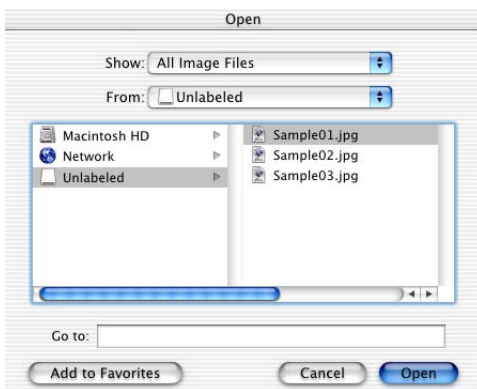 Open
Show: All Image Files
From: Unlabeled
Macintosh HD
Network
Unlabeled
Sample01.jpg
Sample02.jpg
Sample03.jpg
Go to:
Add to Favorites
Cancel
Open